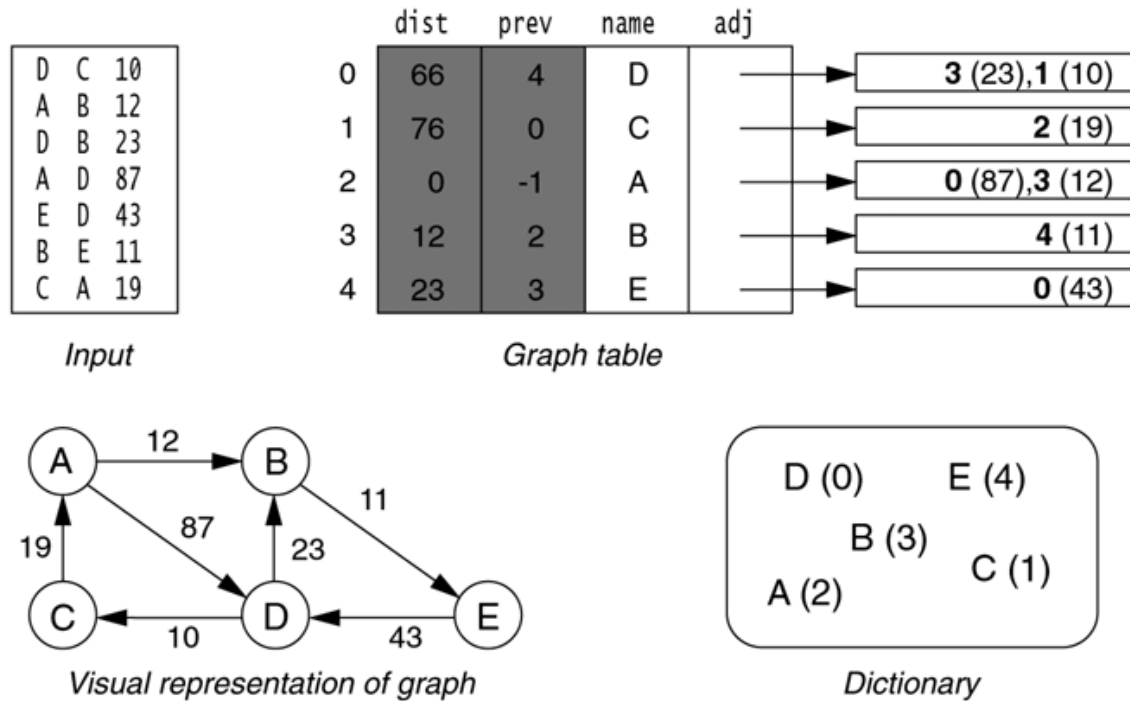 D C 10
A B 12
D B 23
A D 87
E D 43
B E 11
C A 19
Input
dist prev name adj
0 66 4 D 3 (23),1 (10)
1 76 0 C 2 (19)
2 0 -1 A 0 (87),3 (12)
3 12 2 B 4 (11)
4 23 3 E 0 (43)
Graph table
A 12 B
11
87
19 23
C D E
10 43
Visual representation of graph
D (0) E (4)
B (3)
C (1)
A (2)
Dictionary